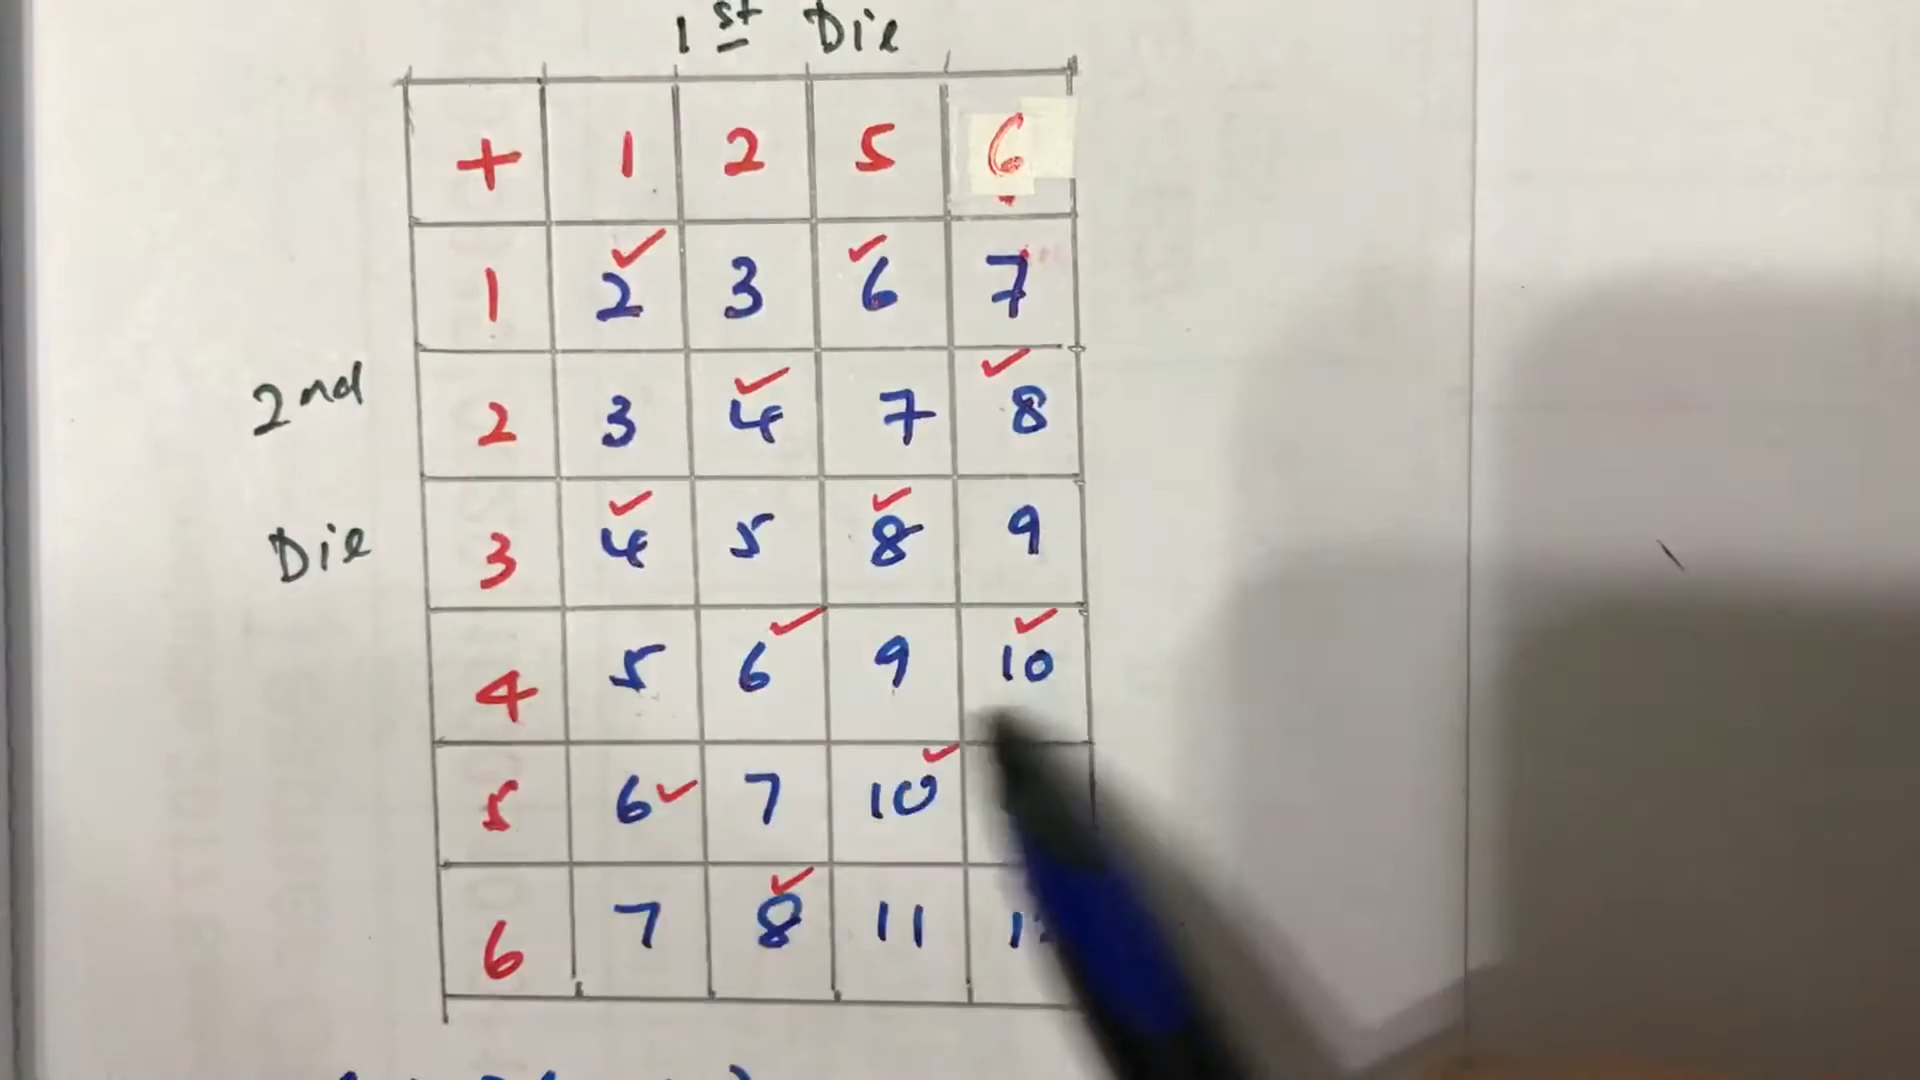 1st Die
+ 1 2 5 6
1 2 3 6 7
2nd
2 3 4 7 8
Die
3 4 5 8 9
4 5 6 9 10
5 6 7 10
6 7 8 11